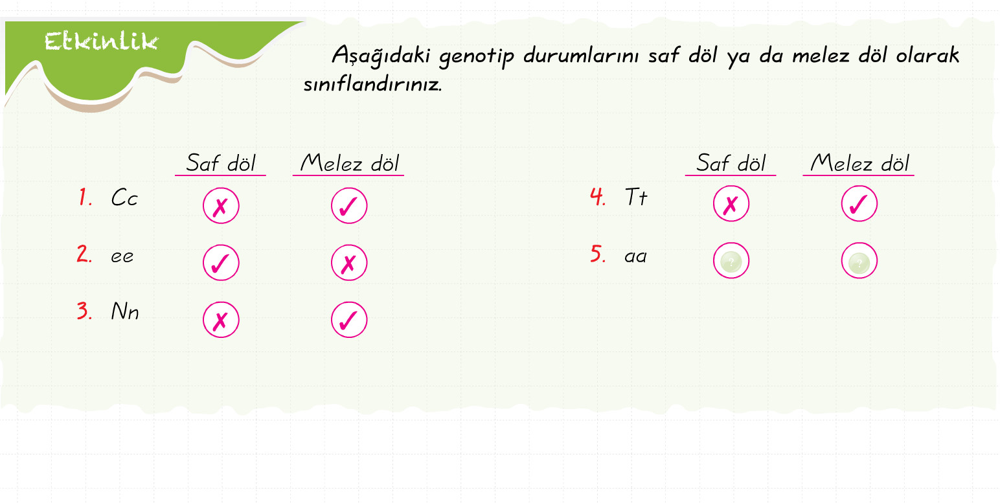 Etkinlik
Aşağıdaki genotip durumlarını saf döl ya da melez döl olarak
sınıflandırınız.
Saf döl Melez döl
1. Cc ✗ ✓
2. ee ✓ ✗
3. Nn ✗ ✓
Saf döl Melez döl
4. Tt ✗ ✓
5. aa ? ?